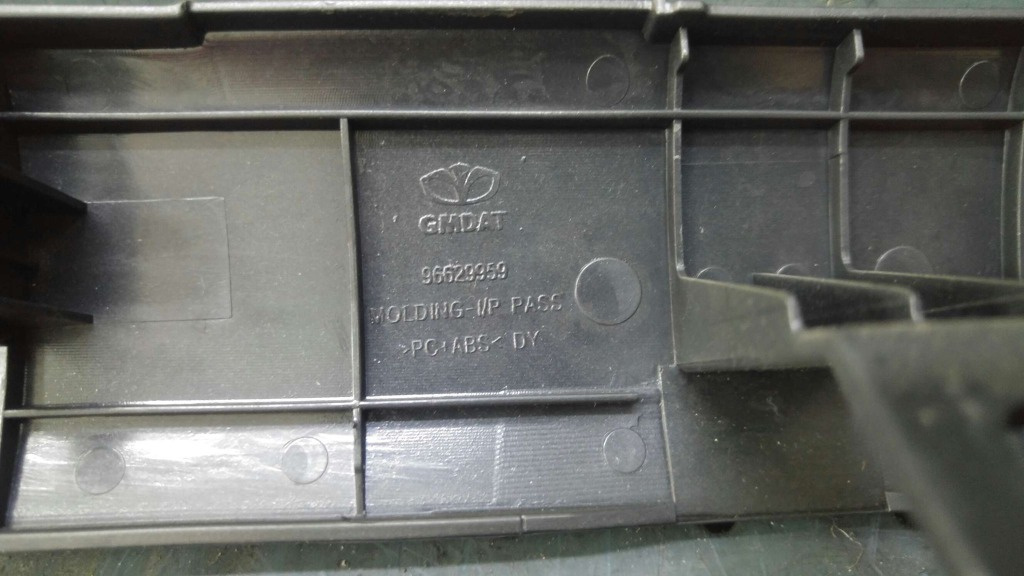 GMDAT
96629959
MOLDING-I/P PASS
>PC+ABS< DY